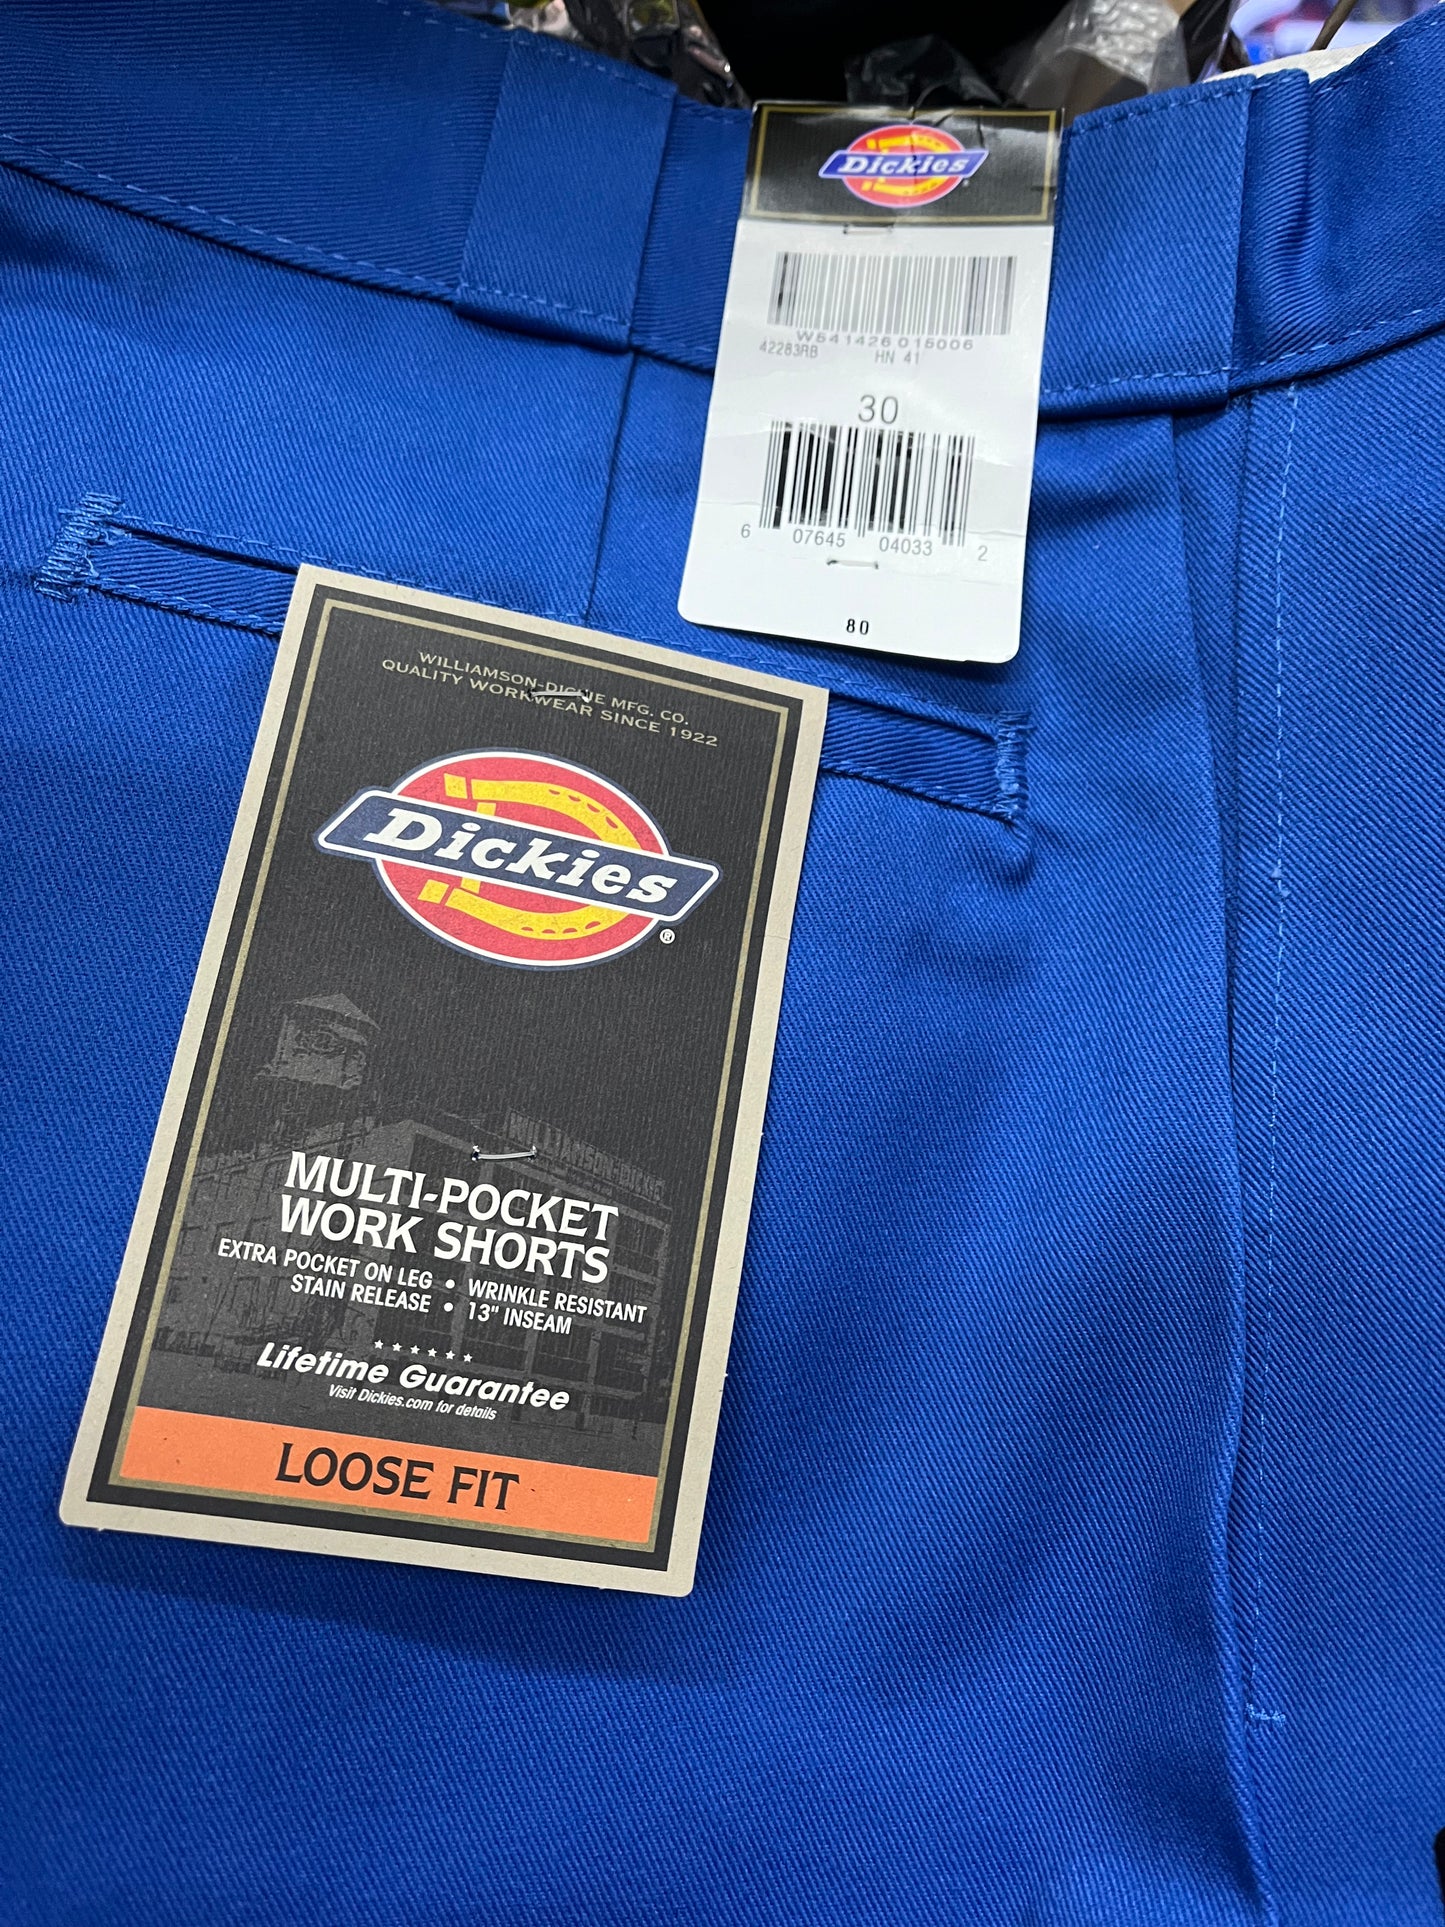 Dickies
W541426 015006
42283RB HN 41
30
6 07645 04033 2
80
WILLIAMSON-DICKIE MFG. CO.
QUALITY WORKWEAR SINCE 1922
Dickies
®
WILLIAMSON-DICKIE
MULTI-POCKET
WORK SHORTS
EXTRA POCKET ON LEG • WRINKLE RESISTANT
STAIN RELEASE • 13" INSEAM
Lifetime Guarantee
Visit Dickies.com for details
LOOSE FIT